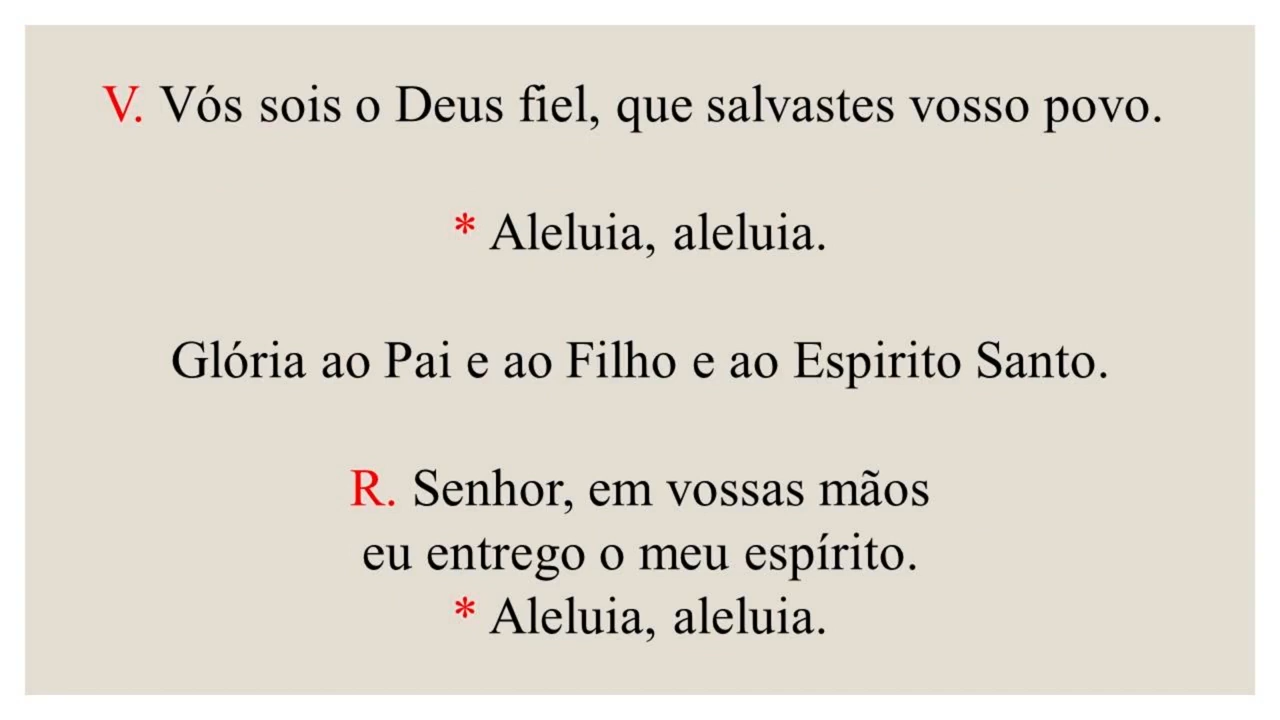 V. Vós sois o Deus fiel, que salvastes vosso povo.
* Aleluia, aleluia.
Glória ao Pai e ao Filho e ao Espirito Santo.
R. Senhor, em vossas mãos
eu entrego o meu espírito.
* Aleluia, aleluia.